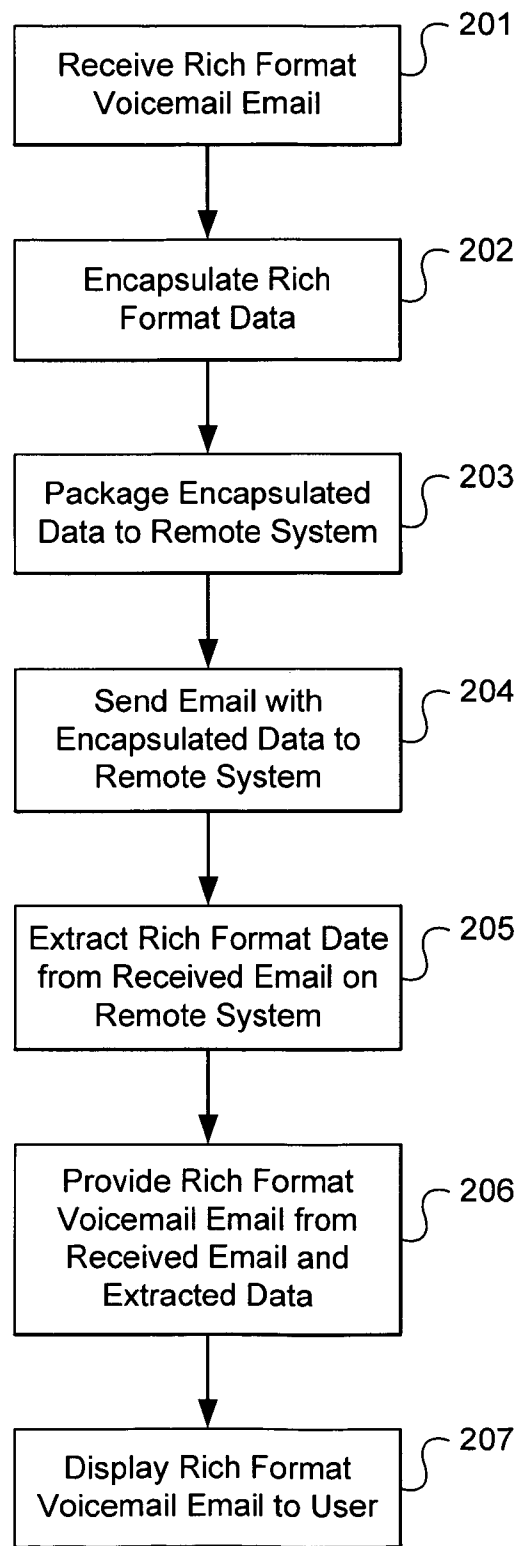 201
Receive Rich Format
Voicemail Email
202
Encapsulate Rich
Format Data
203
Package Encapsulated
Data to Remote System
204
Send Email with
Encapsulated Data to
Remote System
205
Extract Rich Format Date
from Received Email on
Remote System
206
Provide Rich Format
Voicemail Email from
Received Email and
Extracted Data
207
Display Rich Format
Voicemail Email to User